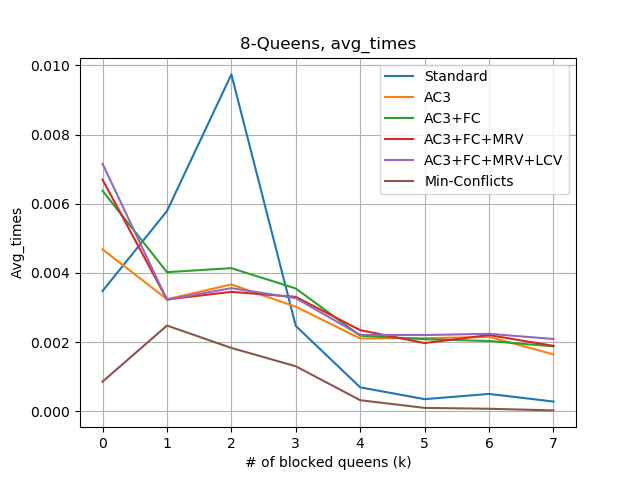 8-Queens, avg_times
Avg_times
0.010
0.008
0.006
0.004
0.002
0.000
Standard
AC3
AC3+FC
AC3+FC+MRV
AC3+FC+MRV+LCV
Min-Conflicts
0 1 2 3 4 5 6 7
# of blocked queens (k)